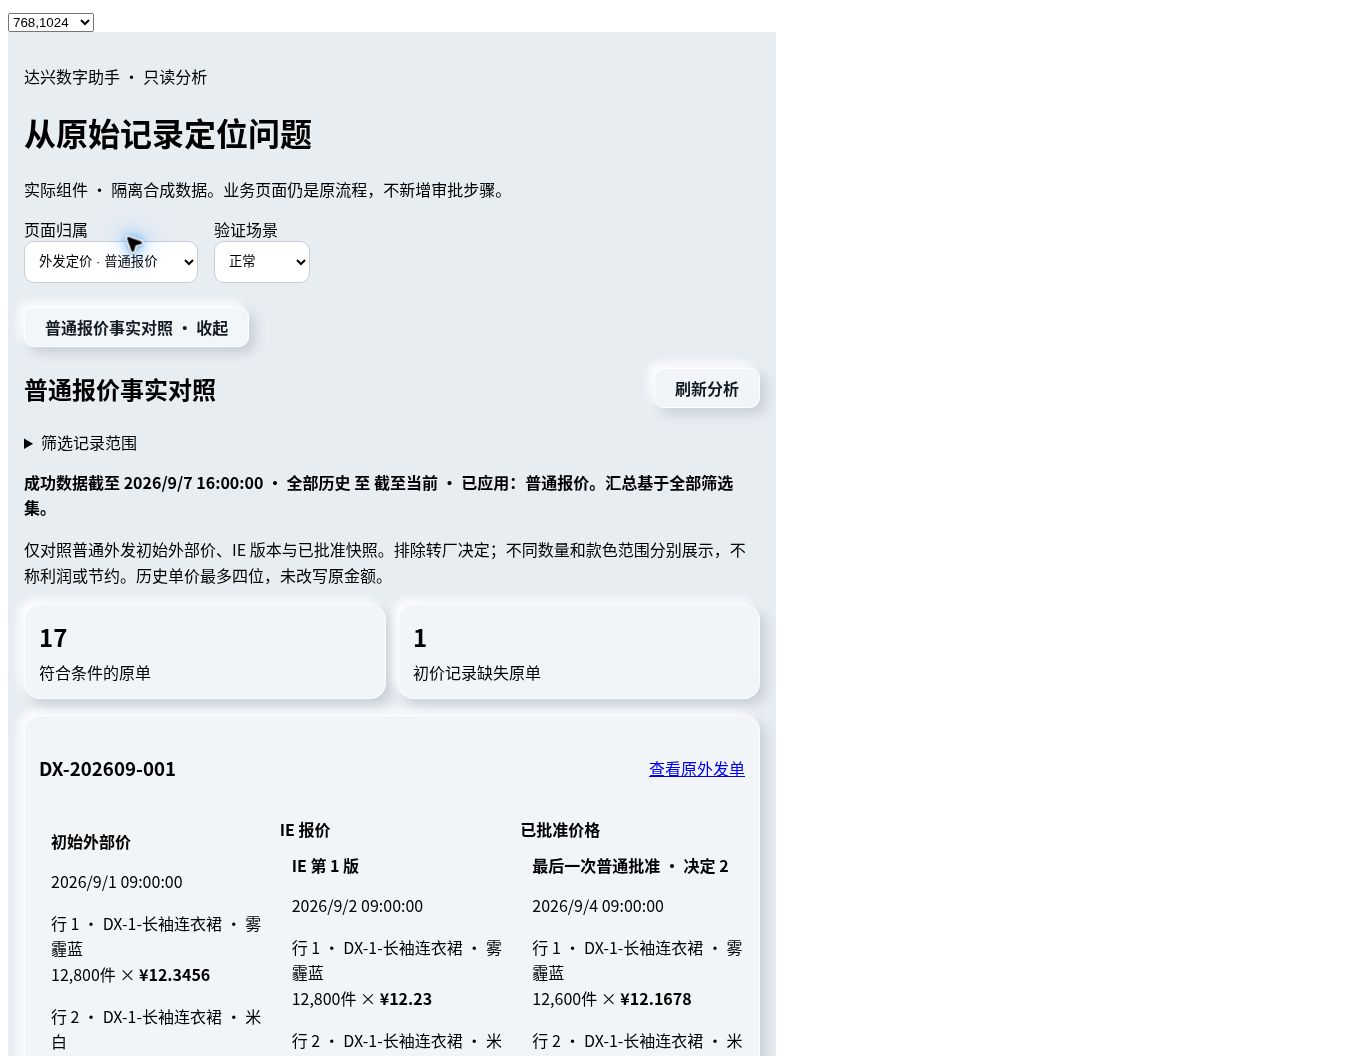 768,1024
达兴数字助手 · 只读分析
从原始记录定位问题
实际组件 · 隔离合成数据。业务页面仍是原流程，不新增审批步骤。
页面归属
验证场景
外发定价 · 普通报价
正常
普通报价事实对照 · 收起
普通报价事实对照
刷新分析
▶ 筛选记录范围
成功数据截至 2026/9/7 16:00:00 · 全部历史 至 截至当前 · 已应用：普通报价。汇总基于全部筛选
集。
仅对照普通外发初始外部价、IE 版本与已批准快照。排除转厂决定；不同数量和款色范围分别展示，不
称利润或节约。历史单价最多四位，未改写原金额。
17
符合条件的原单
1
初价记录缺失原单
DX-202609-001
查看原外发单
初始外部价
2026/9/1 09:00:00
行 1 · DX-1-长袖连衣裙 · 雾
霾蓝
12,800件 × ¥12.3456
行 2 · DX-1-长袖连衣裙 · 米
白
IE 报价
IE 第 1 版
2026/9/2 09:00:00
行 1 · DX-1-长袖连衣裙 · 雾
霾蓝
12,800件 × ¥12.23
行 2 · DX-1-长袖连衣裙 · 米
已批准价格
最后一次普通批准 · 决定 2
2026/9/4 09:00:00
行 1 · DX-1-长袖连衣裙 · 雾
霾蓝
12,600件 × ¥12.1678
行 2 · DX-1-长袖连衣裙 · 米